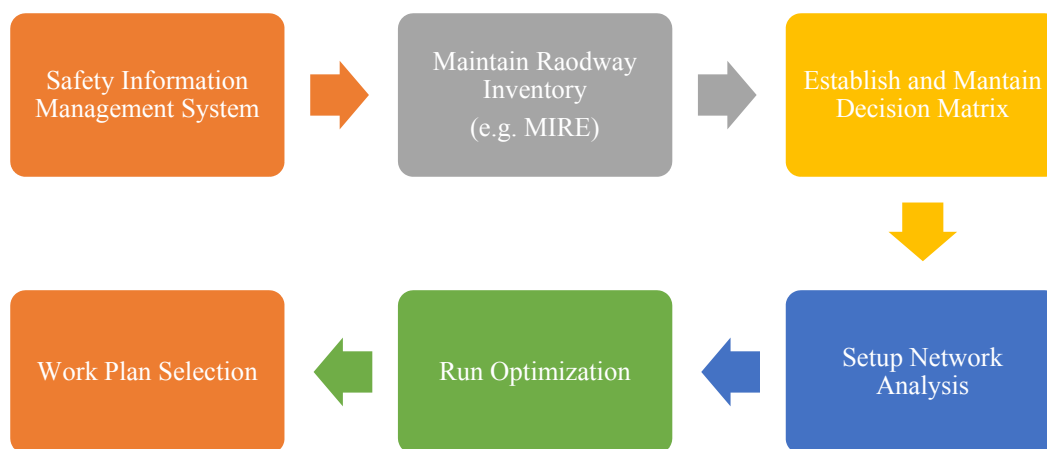 Safety Information
Management System
Maintain Raodway
Inventory
(e.g. MIRE)
Establish and Mantain
Decision Matrix
Work Plan Selection
Run Optimization
Setup Network
Analysis